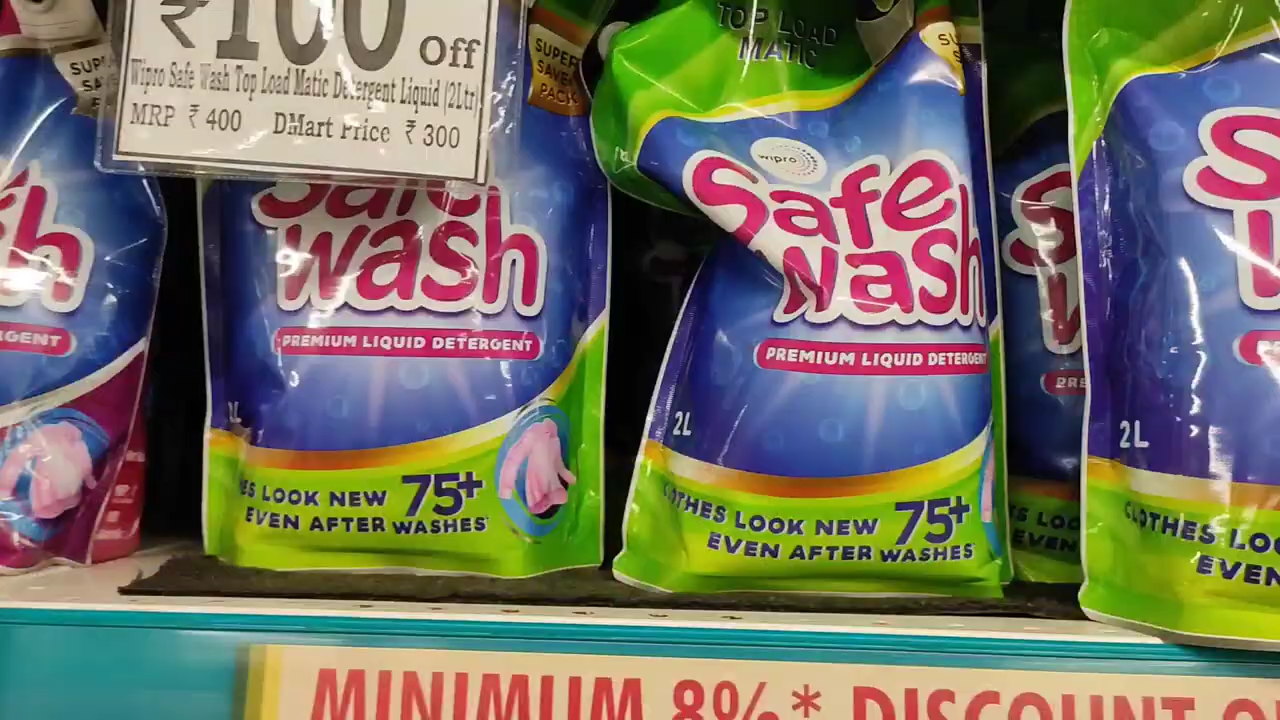 ₹100 Off
Wipro Safe Wash Top Load Matic Detergent Liquid (2Ltr)
MRP ₹ 400 DMart Price ₹ 300
SUPER
SAVER
PACK
Safe
wash
PREMIUM LIQUID DETERGENT
LOOK NEW 75+
EVEN AFTER WASHES
TOP LOAD
MATIC
wipro
Safe
Wash
PREMIUM LIQUID DETERGENT
2L
CLOTHES LOOK NEW 75+
EVEN AFTER WASHES
2L
CLOTHES
EVEN
MINIMUM 8%* DISCOUNT